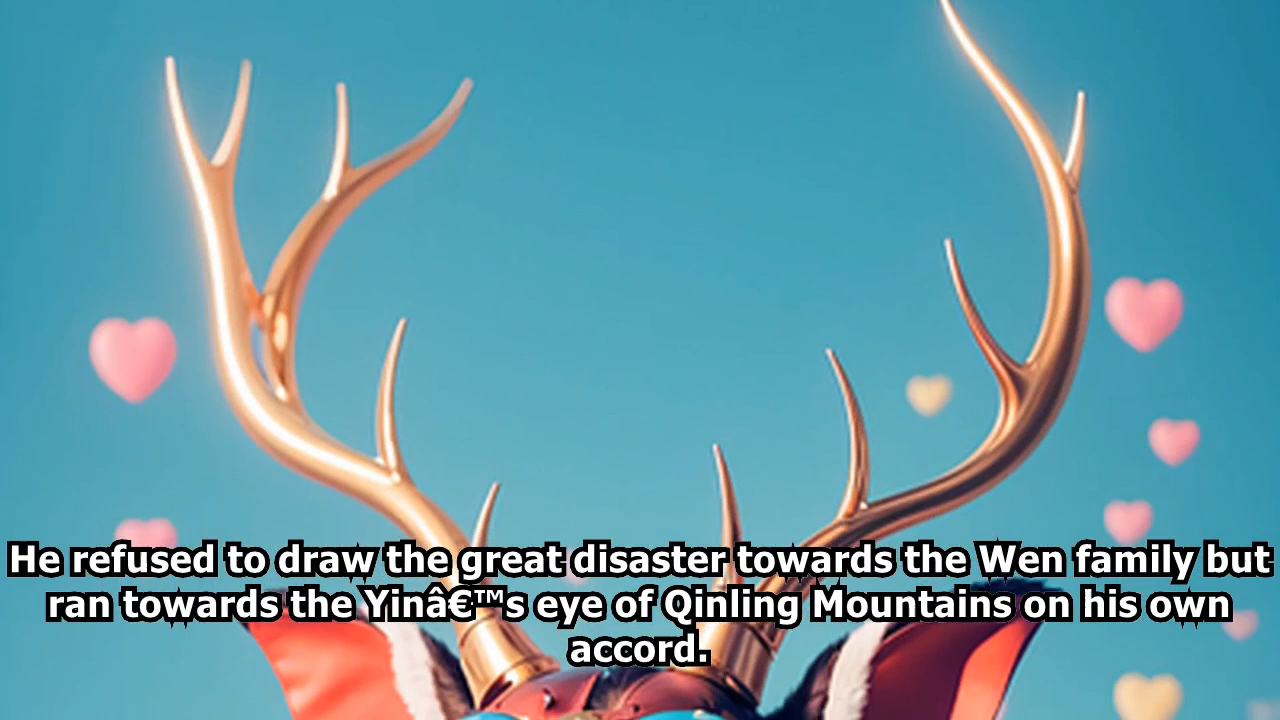 He refused to draw the great disaster towards the Wen family but
ran towards the Yinâ€™s eye of Qinling Mountains on his own
accord.